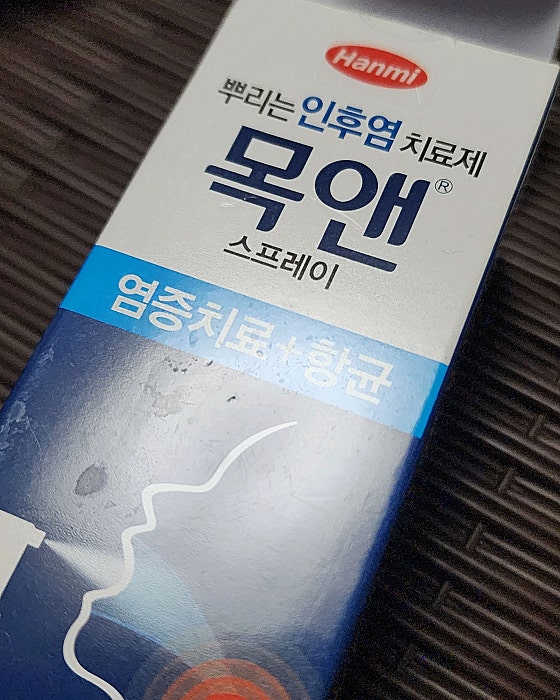 Hanmi
뿌리는 인후염 치료제
목앤®
스프레이
염증치료 + 항균